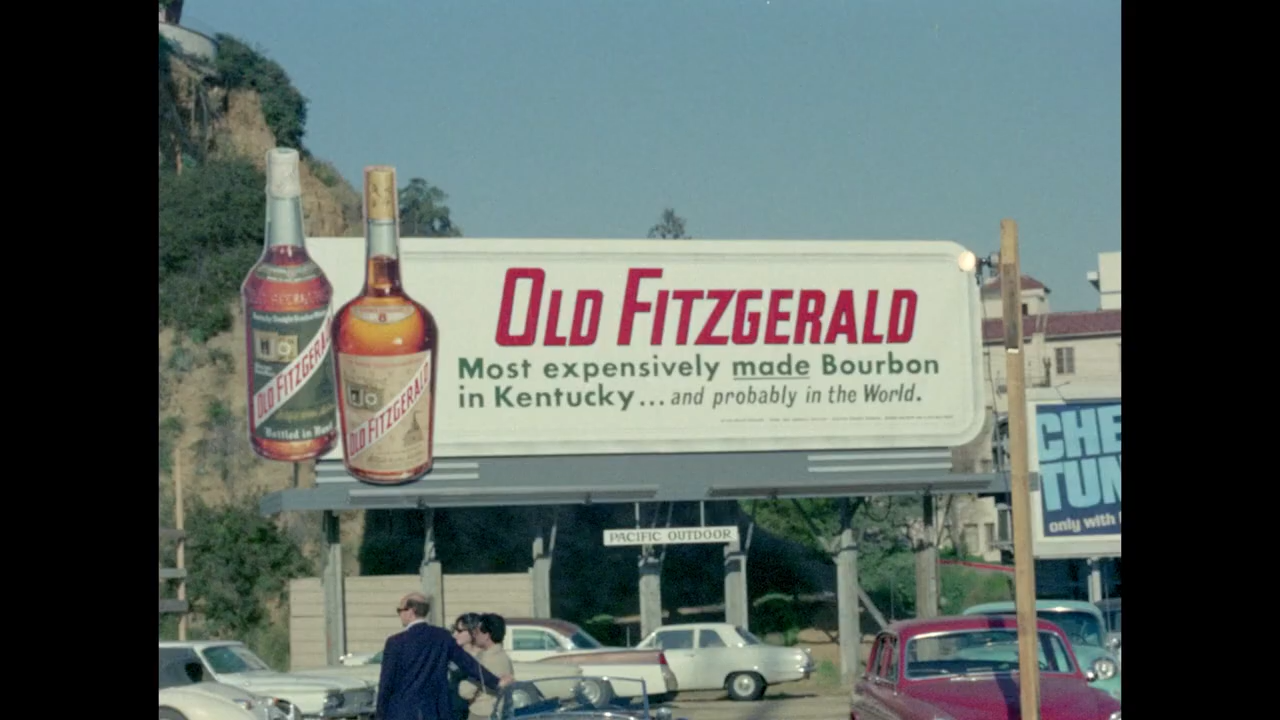 OLD FITZGERALD
Most expensively made Bourbon
in Kentucky...and probably in the World.
OLD FITZGERALD
Bottled in
OLD FITZGERALD
PACIFIC OUTDOOR
CHE
TUN
only with